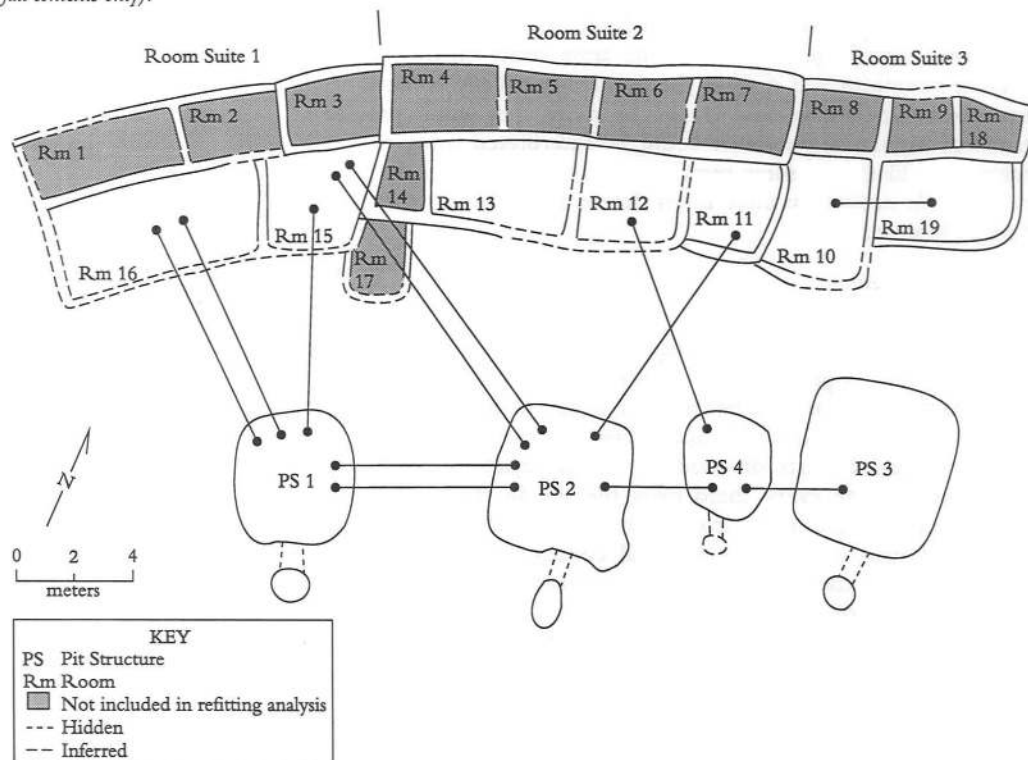 Room Suite 1
Room Suite 2
Room Suite 3
Rm 1
Rm 2
Rm 3
Rm 4
Rm 5
Rm 6
Rm 7
Rm 8
Rm 9
Rm
18
Rm
14
Rm 13
Rm 12
Rm 11
Rm 10
Rm 19
Rm 16
Rm 15
Rm
17
PS 1
PS 2
PS 4
PS 3
N
0 2 4
meters
KEY
PS Pit Structure
Rm Room
Not included in refitting analysis
Hidden
Inferred